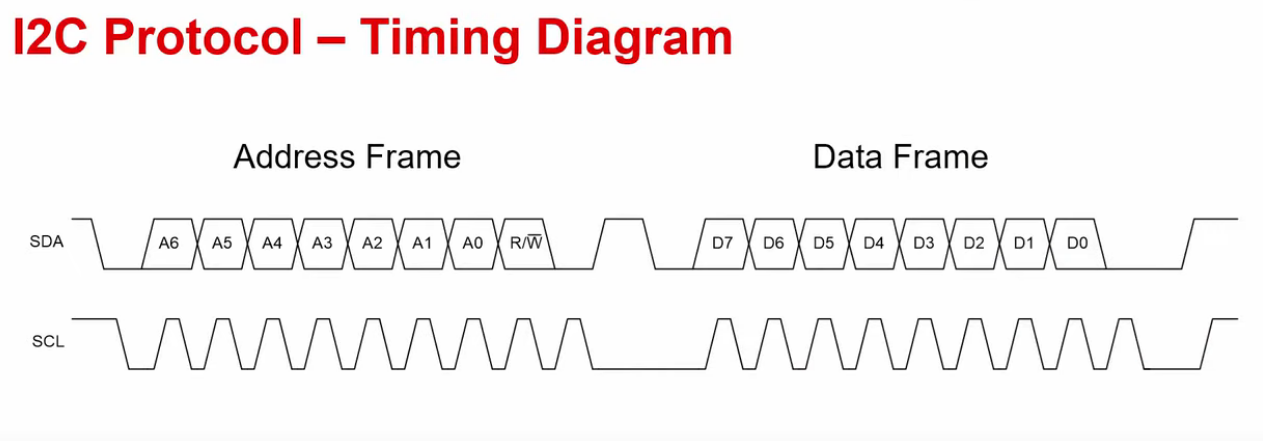 I2C Protocol – Timing Diagram
Address Frame Data Frame
SDA A6 A5 A4 A3 A2 A1 A0 R/W̅ D7 D6 D5 D4 D3 D2 D1 D0
SCL